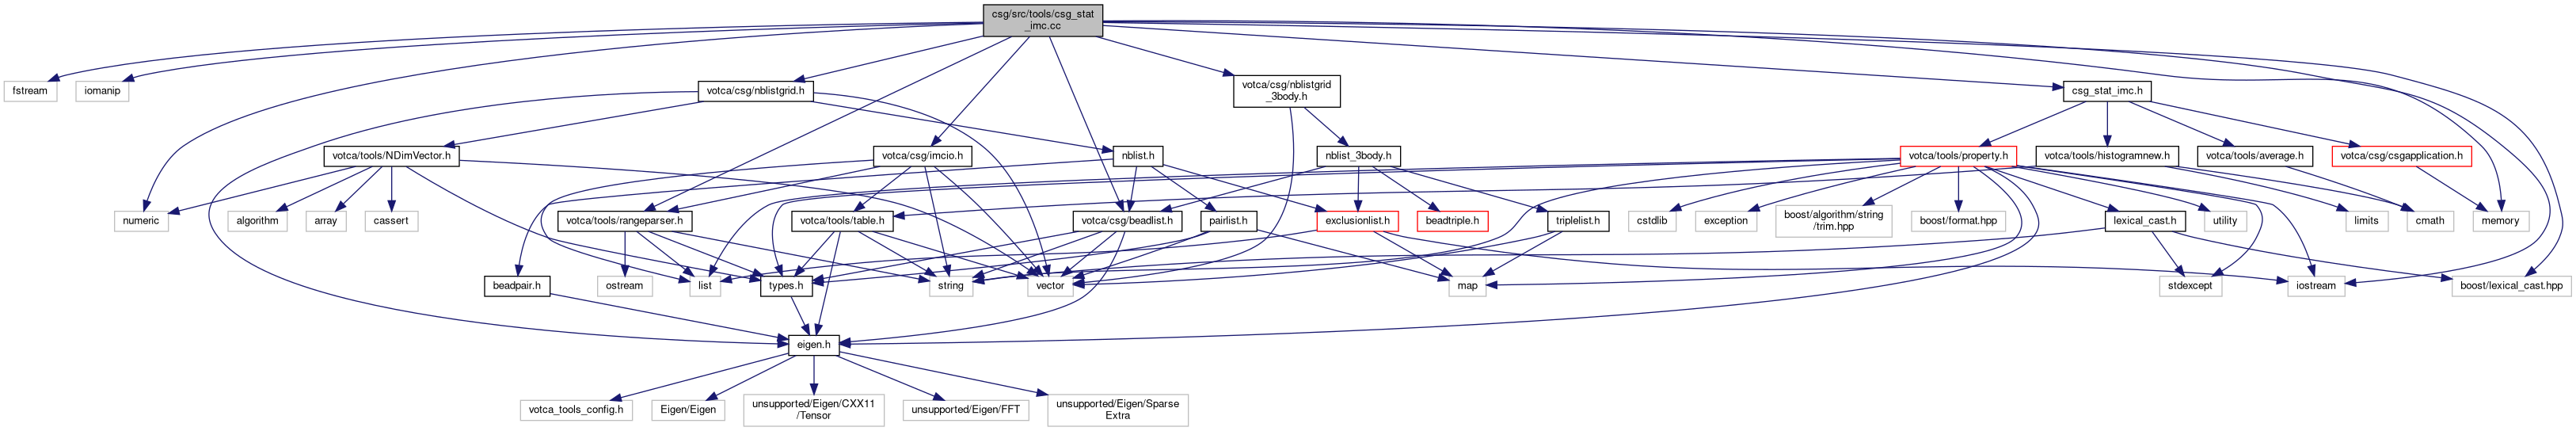 csg/src/tools/csg_stat
_imc.cc
fstream
iomanip
votca/csg/nblistgrid.h
votca/csg/nblistgrid
_3body.h
csg_stat_imc.h
votca/tools/NDimVector.h
votca/csg/imcio.h
nblist.h
nblist_3body.h
votca/tools/property.h
votca/tools/histogramnew.h
votca/tools/average.h
votca/csg/csgapplication.h
numeric
algorithm
array
cassert
votca/tools/rangeparser.h
votca/tools/table.h
votca/csg/beadlist.h
pairlist.h
exclusionlist.h
beadtriple.h
triplelist.h
cstdlib
exception
boost/algorithm/string
/trim.hpp
boost/format.hpp
lexical_cast.h
utility
limits
cmath
memory
beadpair.h
ostream
list
types.h
string
vector
map
stdexcept
iostream
boost/lexical_cast.hpp
eigen.h
votca_tools_config.h
Eigen/Eigen
unsupported/Eigen/CXX11
/Tensor
unsupported/Eigen/FFT
unsupported/Eigen/Sparse
Extra